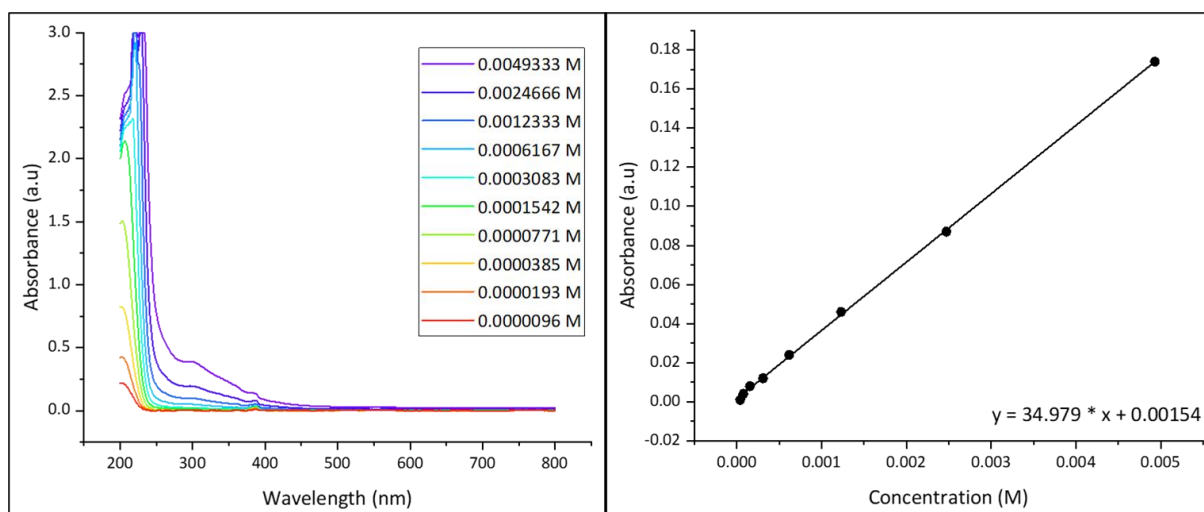 3.0
2.5
2.0
1.5
1.0
0.5
0.0
Absorbance (a.u)
200
300
400
500
600
700
800
Wavelength (nm)
0.0049333 M
0.0024666 M
0.0012333 M
0.0006167 M
0.0003083 M
0.0001542 M
0.0000771 M
0.0000385 M
0.0000193 M
0.0000096 M
0.18
0.16
0.14
0.12
0.10
0.08
0.06
0.04
0.02
0.00
-0.02
Absorbance (a.u)
y = 34.979 * x + 0.00154
0.000
0.001
0.002
0.003
0.004
0.005
Concentration (M)